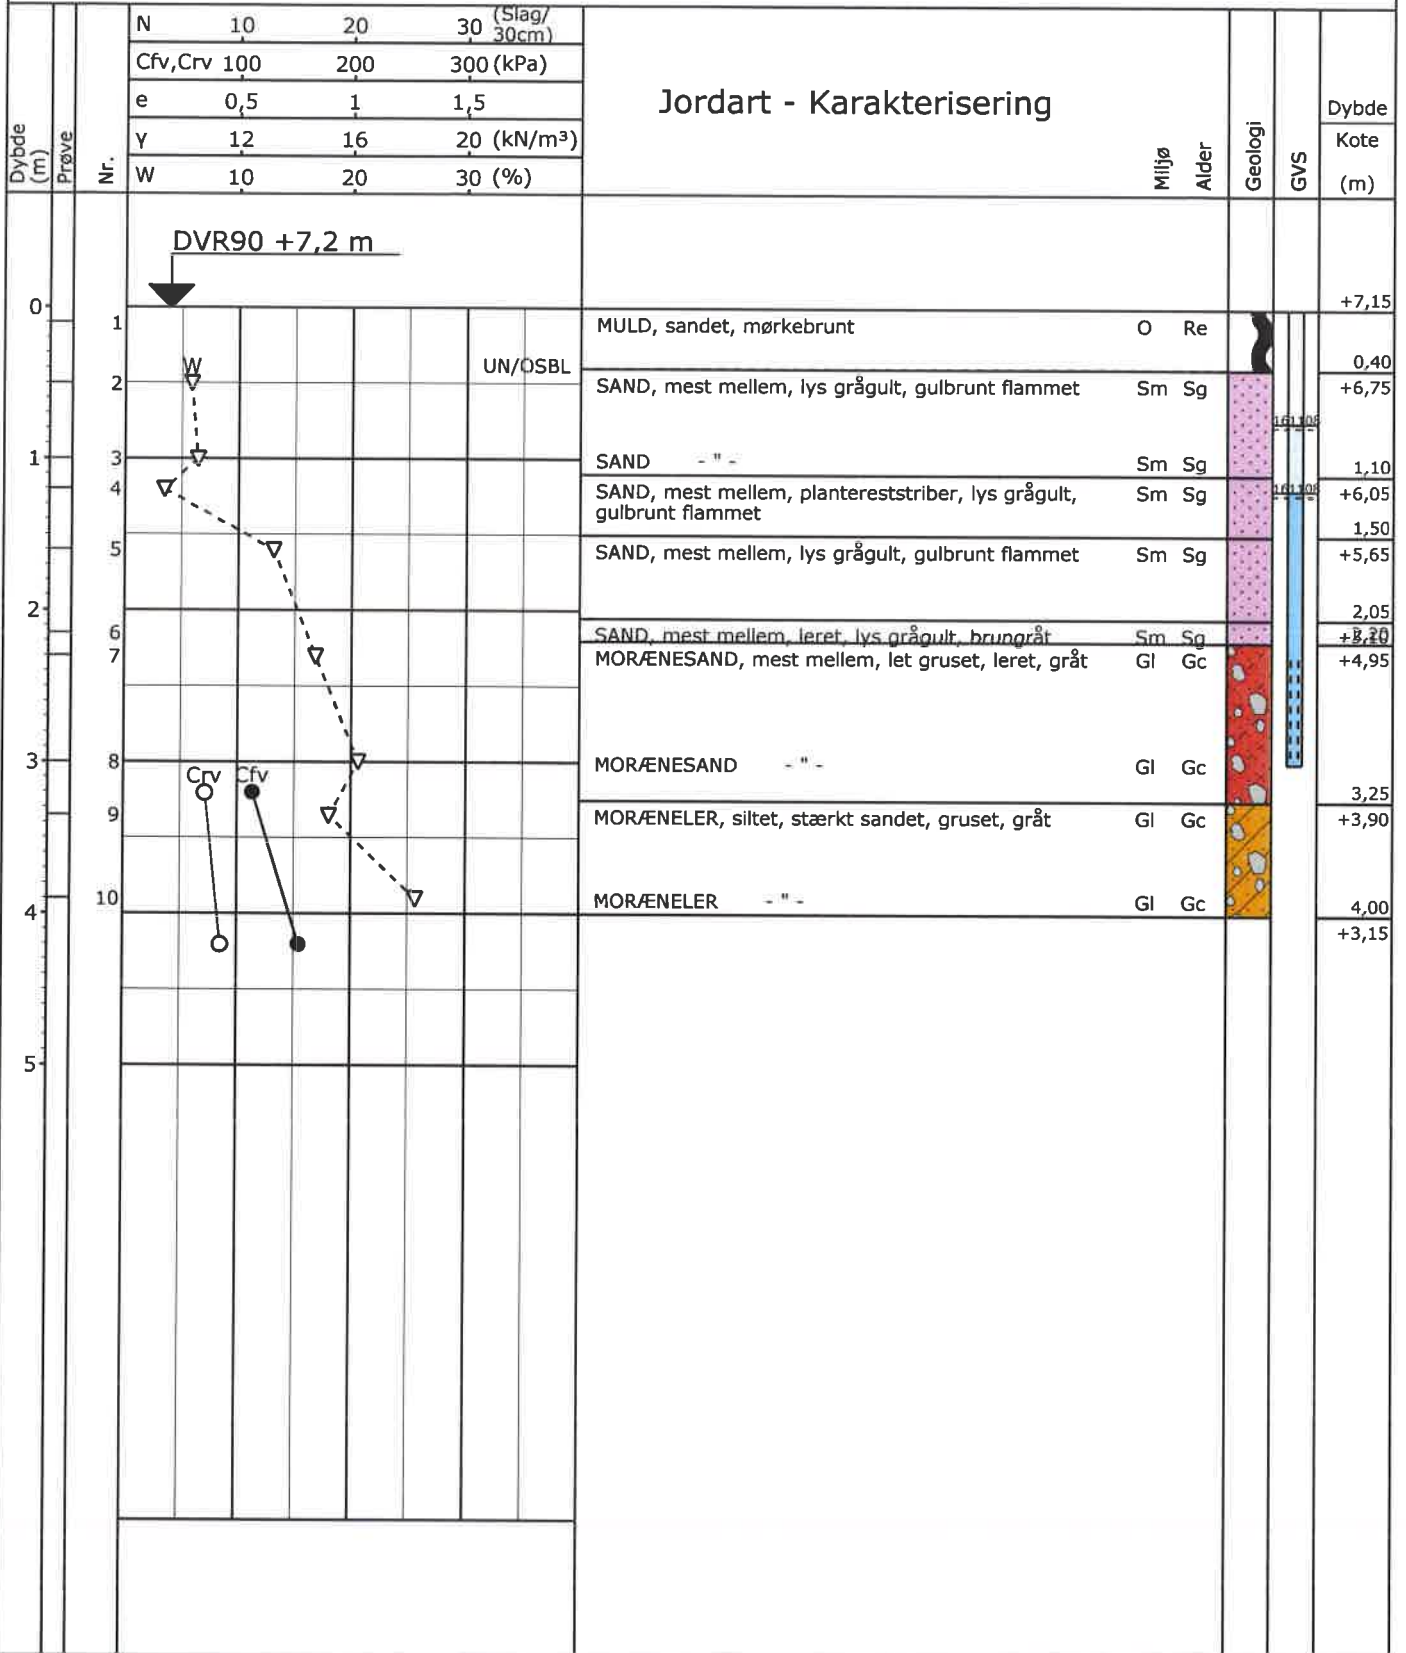 N 10 20 30 (Slag/30cm)
Cfv,Crv 100 200 300 (kPa)
e 0,5 1 1,5
γ 12 16 20 (kN/m³)
W 10 20 30 (%)
Dybde (m)
Prøve
Nr.
Jordart - Karakterisering
Miljø
Alder
Geologi
GVS
Dybde
Kote
(m)
DVR90 +7,2 m
0
+7,15
1
MULD, sandet, mørkebrunt O Re
W
UN/OSBL
0,40
2
SAND, mest mellem, lys grågult, gulbrunt flammet Sm Sg
+6,75
1
3
SAND - " - Sm Sg
1,10
4
SAND, mest mellem, plantereststriber, lys grågult, Sm Sg
gulbrunt flammet
+6,05
1,50
5
SAND, mest mellem, lys grågult, gulbrunt flammet Sm Sg
+5,65
2
2,05
6
SAND, mest mellem, leret, lys grågult, brungråt Sm Sg
7
MORÆNESAND, mest mellem, let gruset, leret, gråt Gl Gc
+4,95
3
8
MORÆNESAND - " - Gl Gc
Crv Cfv
3,25
9
MORÆNELER, siltet, stærkt sandet, gruset, gråt Gl Gc
+3,90
10
MORÆNELER - " - Gl Gc
4
4,00
+3,15
5